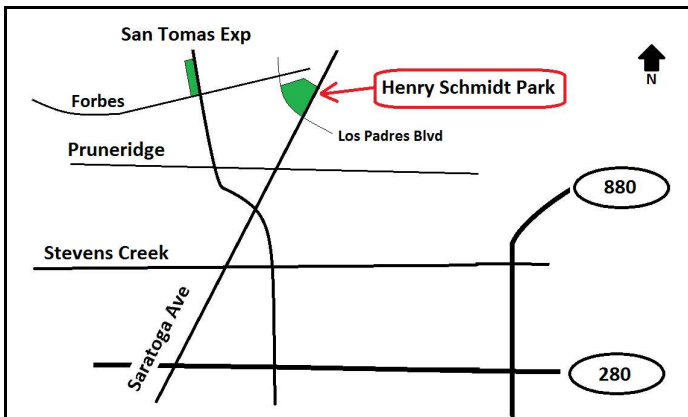 San Tomas Exp
N
Henry Schmidt Park
Forbes
Los Padres Blvd
Pruneridge
880
Stevens Creek
Saratoga Ave
280